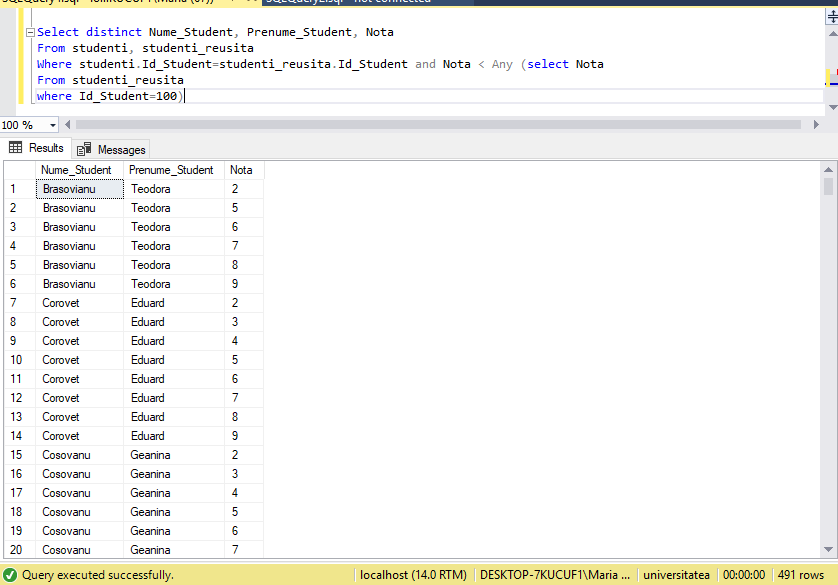 Select distinct Nume_Student, Prenume_Student, Nota
From studenti, studenti_reusita
Where studenti.Id_Student=studenti_reusita.Id_Student and Nota < Any (select Nota
From studenti_reusita
where Id_Student=100)
100 %
Results Messages
Nume_Student Prenume_Student Nota
1 Brasovianu Teodora 2
2 Brasovianu Teodora 5
3 Brasovianu Teodora 6
4 Brasovianu Teodora 7
5 Brasovianu Teodora 8
6 Brasovianu Teodora 9
7 Corovet Eduard 2
8 Corovet Eduard 3
9 Corovet Eduard 4
10 Corovet Eduard 5
11 Corovet Eduard 6
12 Corovet Eduard 7
13 Corovet Eduard 8
14 Corovet Eduard 9
15 Cosovanu Geanina 2
16 Cosovanu Geanina 3
17 Cosovanu Geanina 4
18 Cosovanu Geanina 5
19 Cosovanu Geanina 6
20 Cosovanu Geanina 7
Query executed successfully. localhost (14.0 RTM) DESKTOP-7KUCUF1\Maria ... universitatea 00:00:00 491 rows